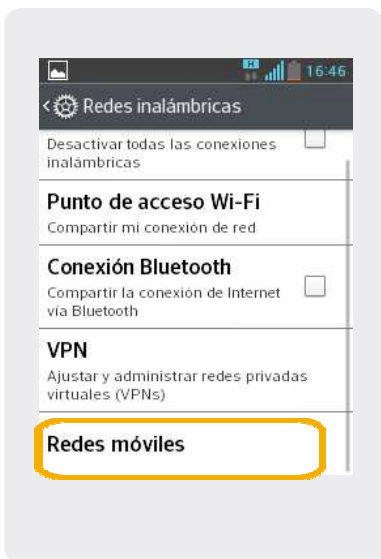 H 16:46
Redes inalámbricas
Desactivar todas las conexiones
inalámbricas
Punto de acceso Wi-Fi
Compartir mi conexión de red
Conexión Bluetooth
Compartir la conexión de Internet
vía Bluetooth
VPN
Ajustar y administrar redes privadas
virtuales (VPNs)
Redes móviles